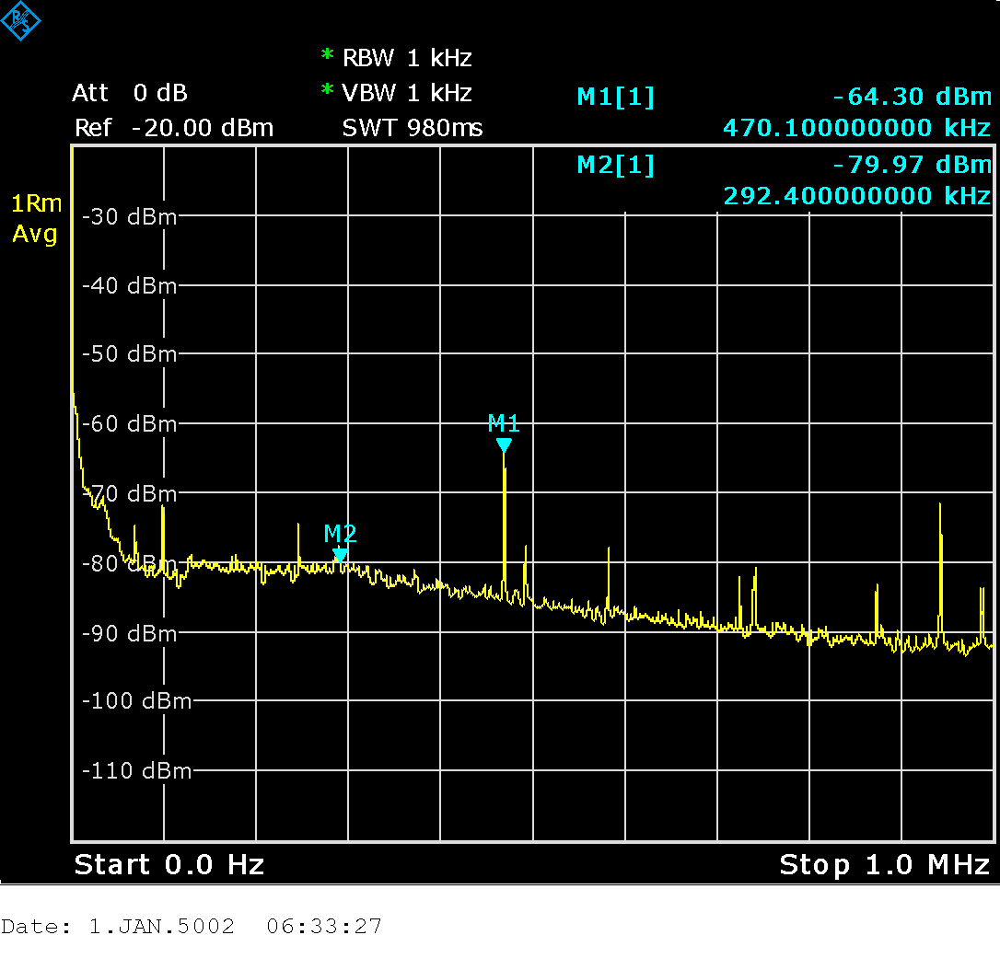 R S
* RBW 1 kHz
Att 0 dB * VBW 1 kHz M1[1] -64.30 dBm
Ref -20.00 dBm SWT 980ms 470.100000000 kHz
M2[1] -79.97 dBm
292.400000000 kHz
1Rm
Avg
-30 dBm
-40 dBm
-50 dBm
-60 dBm
M1
-70 dBm
M2
-80 dBm
-90 dBm
-100 dBm
-110 dBm
Start 0.0 Hz Stop 1.0 MHz
Date: 1.JAN.5002 06:33:27